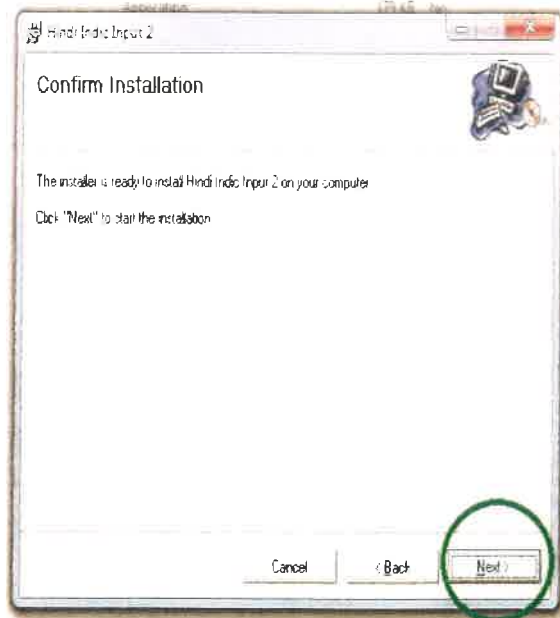 Application
Hindi Indic Input 2
Confirm Installation
The installer is ready to install Hindi Indic Input 2 on your computer
Click "Next" to start the installation
Cancel
< Back
Next >